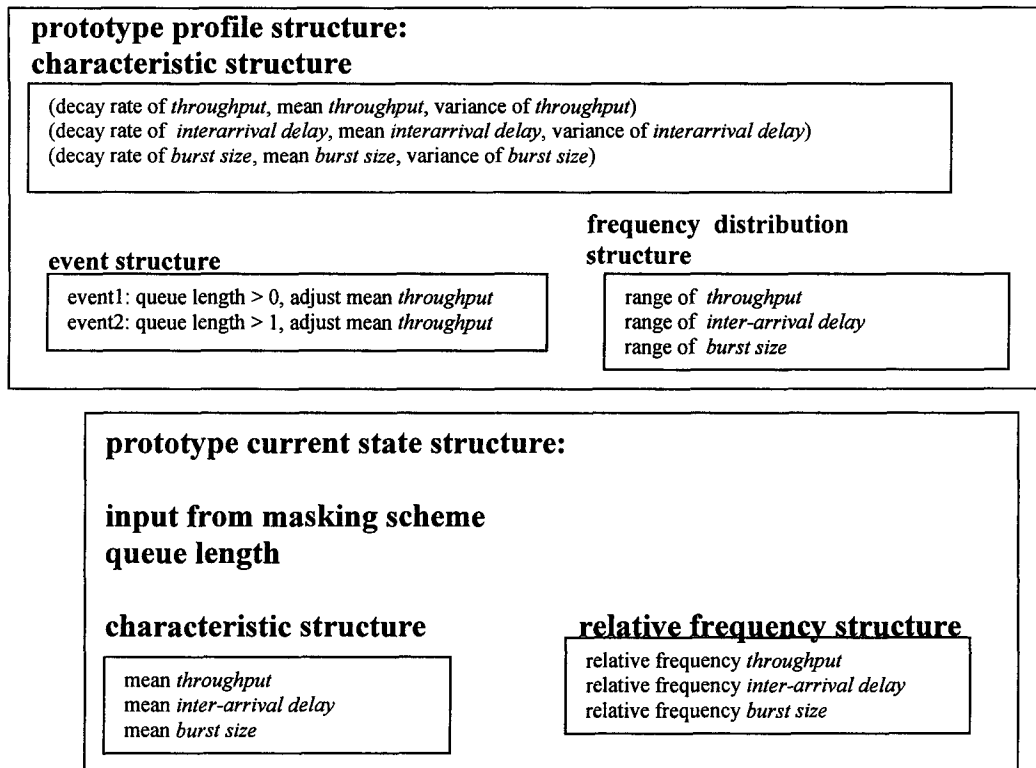 prototype profile structure:
characteristic structure
(decay rate of throughput, mean throughput, variance of throughput)
(decay rate of interarrival delay, mean interarrival delay, variance of interarrival delay)
(decay rate of burst size, mean burst size, variance of burst size)
event structure
event1: queue length > 0, adjust mean throughput
event2: queue length > 1, adjust mean throughput
frequency distribution
structure
range of throughput
range of inter-arrival delay
range of burst size
prototype current state structure:
input from masking scheme
queue length
characteristic structure
mean throughput
mean inter-arrival delay
mean burst size
relative frequency structure
relative frequency throughput
relative frequency inter-arrival delay
relative frequency burst size